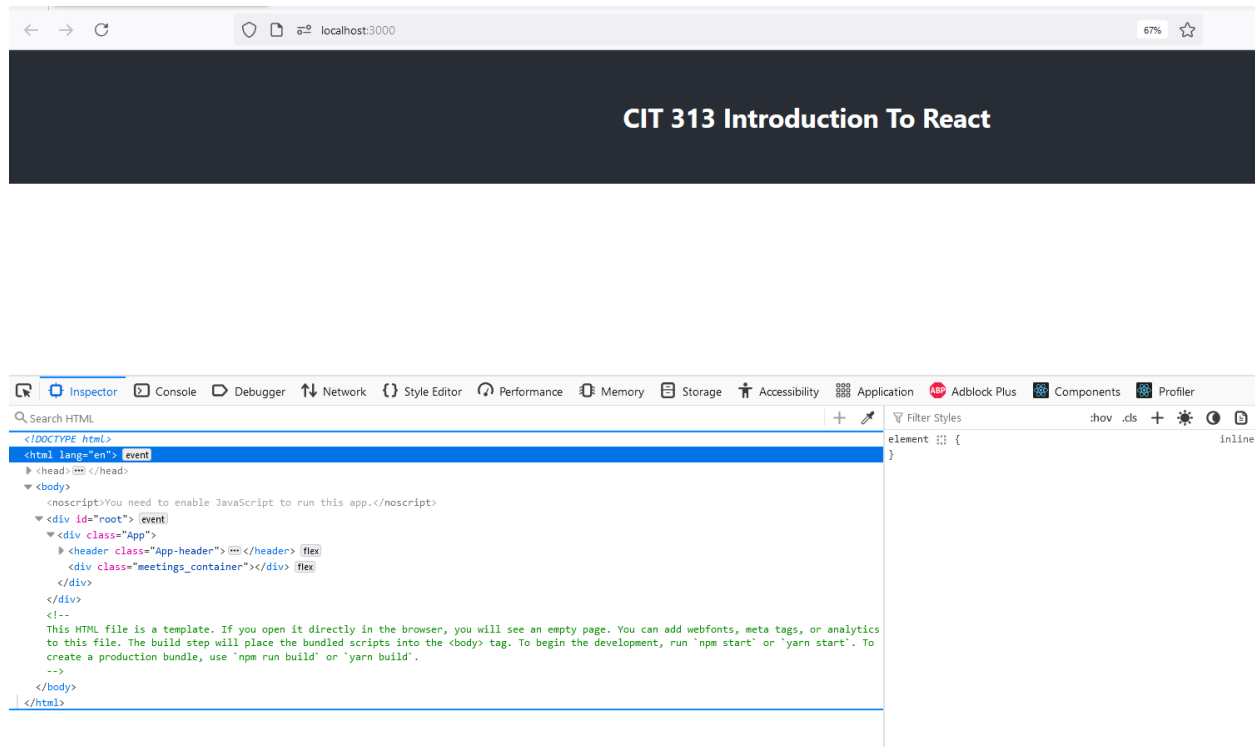 localhost:3000
67%
CIT 313 Introduction To React
Inspector Console Debugger Network Style Editor Performance Memory Storage Accessibility Application ABP Adblock Plus Components Profiler
Search HTML
Filter Styles :hov .cls
<!DOCTYPE html>
<html lang="en"> event
<head> ••• </head>
<body>
<noscript>You need to enable JavaScript to run this app.</noscript>
<div id="root"> event
<div class="App">
<header class="App-header"> ••• </header> flex
<div class="meetings_container"></div> flex
</div>
</div>
<!--
This HTML file is a template. If you open it directly in the browser, you will see an empty page. You can add webfonts, meta tags, or analytics
to this file. The build step will place the bundled scripts into the <body> tag. To begin the development, run `npm start` or `yarn start`. To
create a production bundle, use `npm run build` or `yarn build`.
-->
</body>
</html>
element { inline
}